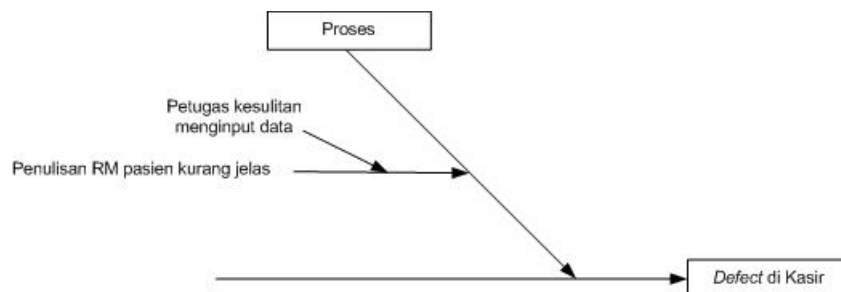 Proses
Petugas kesulitan
menginput data
Penulisan RM pasien kurang jelas
Defect di Kasir